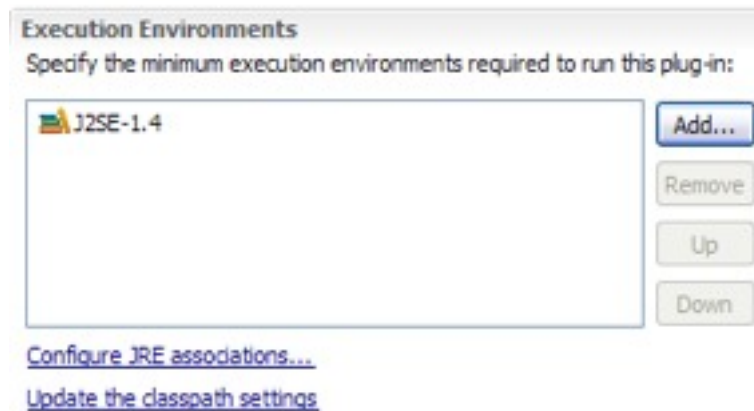 Execution Environments
Specify the minimum execution environments required to run this plug-in:
J2SE-1.4
Add...
Remove
Up
Down
Configure JRE associations...
Update the classpath settings